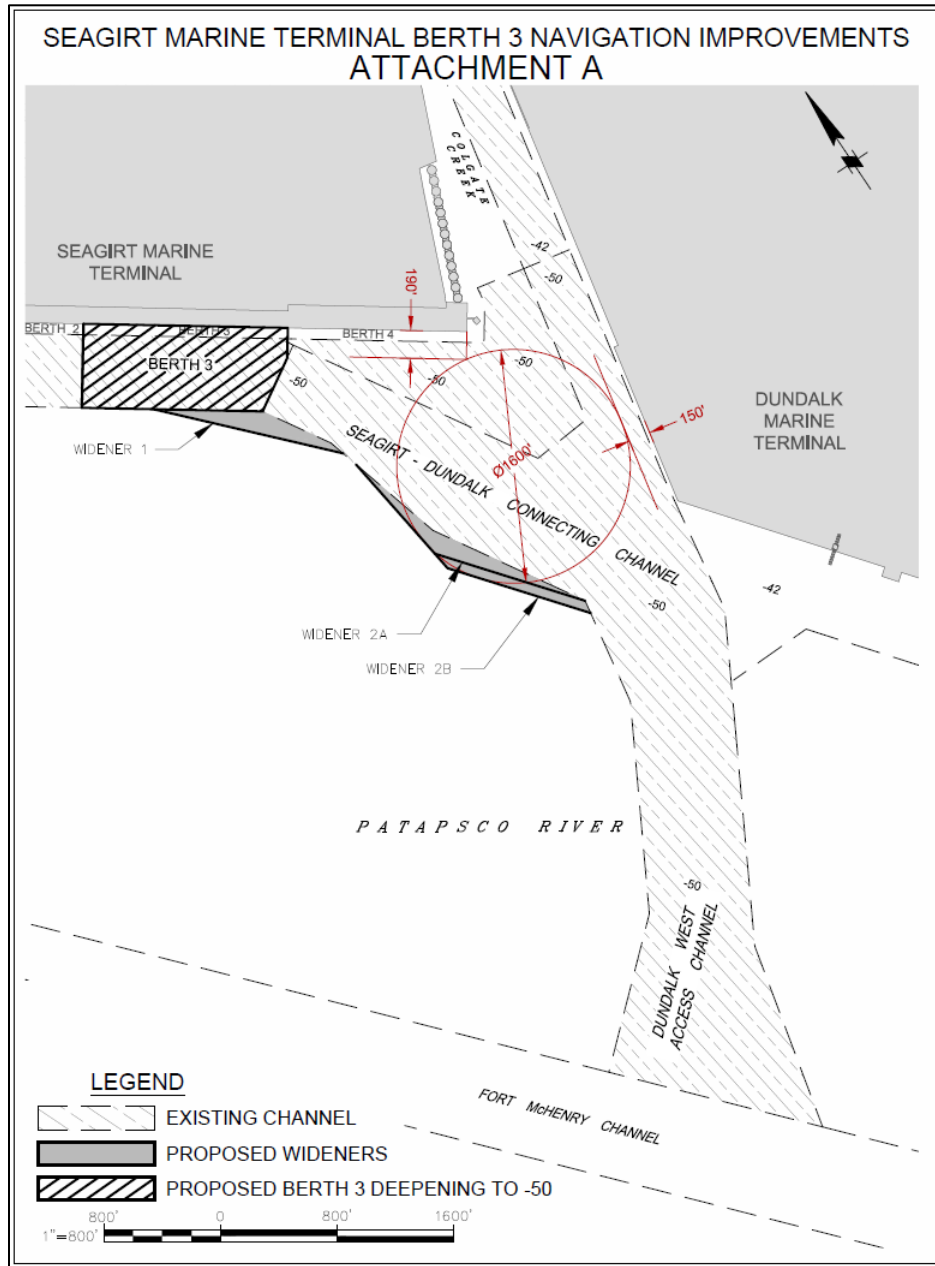 SEAGIRT MARINE TERMINAL BERTH 3 NAVIGATION IMPROVEMENTS
ATTACHMENT A
COLGATE
CREEK
SEAGIRT MARINE
TERMINAL
-42
-50
190'
BERTH 2
BERTH 3
BERTH 4
BERTH 3
-50
-50
-50
DUNDALK
MARINE
TERMINAL
150'
WIDENER 1
Ø1600'
SEAGIRT - DUNDALK CONNECTING CHANNEL
-50
-42
WIDENER 2A
WIDENER 2B
PATAPSCO RIVER
-50
DUNDALK WEST
ACCESS CHANNEL
LEGEND
EXISTING CHANNEL
PROPOSED WIDENERS
PROPOSED BERTH 3 DEEPENING TO -50
FORT McHENRY CHANNEL
800' 0 800' 1600'
1"=800'